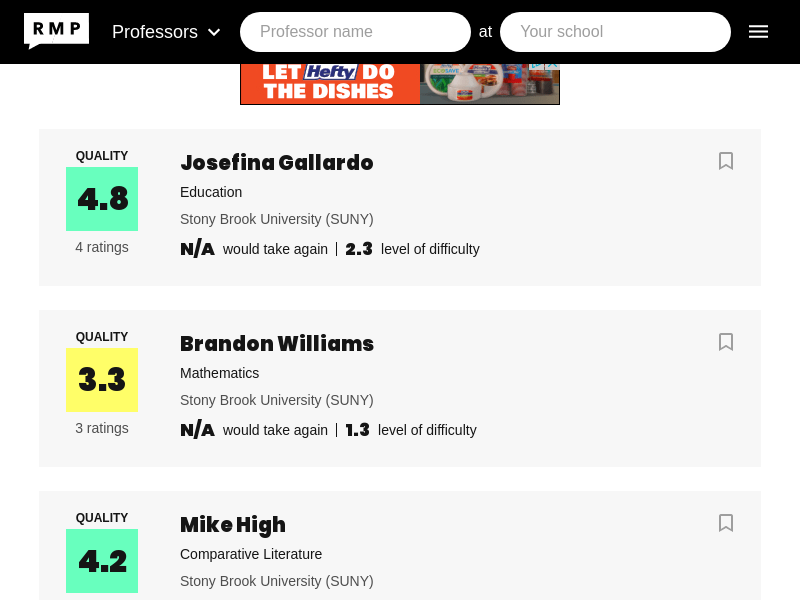 RMP
Professors
Professor name
at
Your school
LET Hefty DO
THE DISHES
ECOSAVE
QUALITY
4.8
4 ratings
Josefina Gallardo
Education
Stony Brook University (SUNY)
N/A would take again | 2.3 level of difficulty
QUALITY
3.3
3 ratings
Brandon Williams
Mathematics
Stony Brook University (SUNY)
N/A would take again | 1.3 level of difficulty
QUALITY
4.2
Mike High
Comparative Literature
Stony Brook University (SUNY)